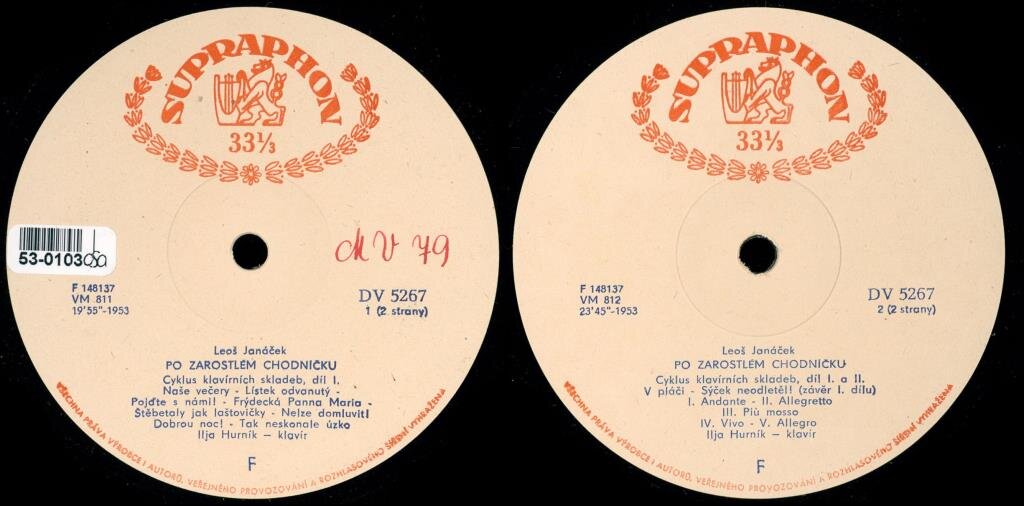 SUPRAPHON
33⅓
53-0103
MV 79
F 148137
VM 811
19'55"-1953
DV 5267
1 (2 strany)
Leoš Janáček
PO ZAROSTLÉM CHODNÍČKU
Cyklus klavírních skladeb, díl I.
Naše večery - Lístek odvanutý -
Pojďte s námi! - Frýdecká Panna Maria -
Štěbetaly jak laštovičky - Nelze domluvit!
Dobrou noc! - Tak neskonale úzko
Ilja Hurník – klavír
F
VŠECHNA PRÁVA VÝROBCE I AUTORŮ, VEŘEJNÉHO PROVOZOVÁNÍ A ROZHLASOVÉHO ŠÍŘENÍ VYHRAŽENA
SUPRAPHON
33⅓
F 148137
VM 812
23'45"-1953
DV 5267
2 (2 strany)
Leoš Janáček
PO ZAROSTLÉM CHODNÍČKU
Cyklus klavírních skladeb, díl I. a II.
V pláči - Sýček neodletěl! (závěr I. dílu)
I. Andante - II. Allegretto
III. Più mosso
IV. Vivo - V. Allegro
Ilja Hurník – klavír
F
VŠECHNA PRÁVA VÝROBCE I AUTORŮ, VEŘEJNÉHO PROVOZOVÁNÍ A ROZHLASOVÉHO ŠÍŘENÍ VYHRAŽENA